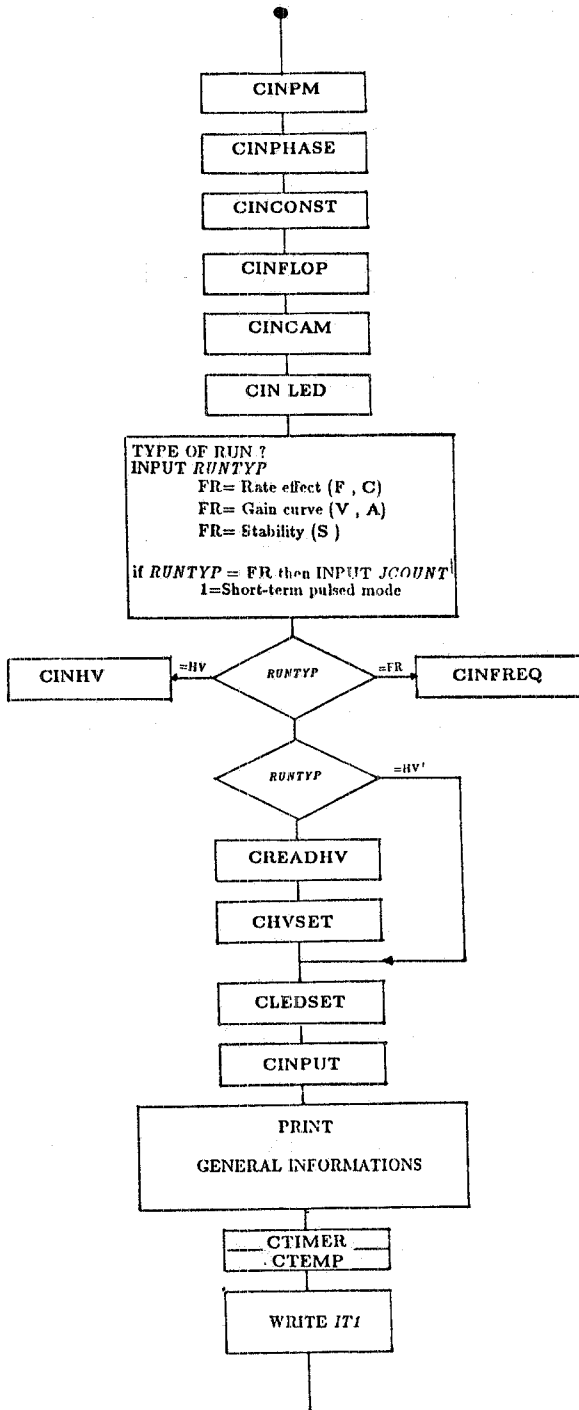 CINPM
CINPHASE
CINCONST
CINFLOP
CINCAM
CIN LED
TYPE OF RUN ?
INPUT RUNTYP
FR= Rate effect (F , C)
FR= Gain curve (V , A)
FR= Stability (S )
if RUNTYP = FR then INPUT JCOUNT
1=Short-term pulsed mode
CINHV
=HV
RUNTYP
=FR
CINFREQ
RUNTYP
=HV'
CREADHV
CHVSET
CLEDSET
CINPUT
PRINT
GENERAL INFORMATIONS
CTIMER
CTEMP
WRITE IT1